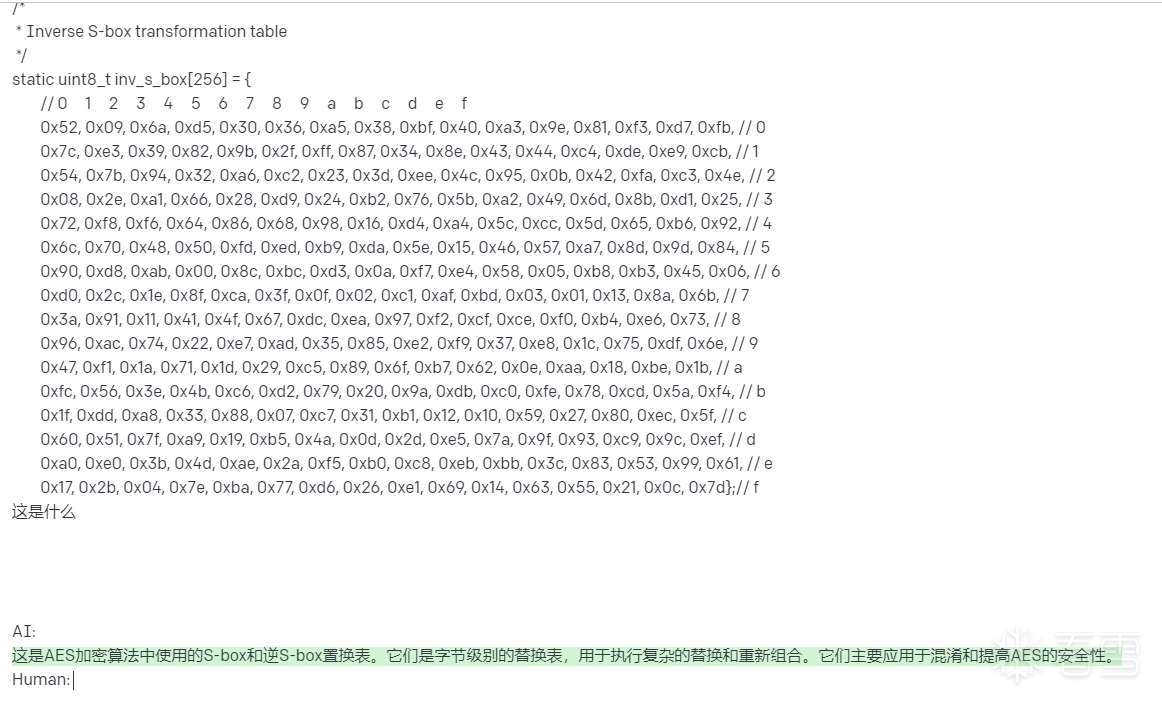 /*
* Inverse S-box transformation table
*/
static uint8_t inv_s_box[256] = {
// 0 1 2 3 4 5 6 7 8 9 a b c d e f
0x52, 0x09, 0x6a, 0xd5, 0x30, 0x36, 0xa5, 0x38, 0xbf, 0x40, 0xa3, 0x9e, 0x81, 0xf3, 0xd7, 0xfb, // 0
0x7c, 0xe3, 0x39, 0x82, 0x9b, 0x2f, 0xff, 0x87, 0x34, 0x8e, 0x43, 0x44, 0xc4, 0xde, 0xe9, 0xcb, // 1
0x54, 0x7b, 0x94, 0x32, 0xa6, 0xc2, 0x23, 0x3d, 0xee, 0x4c, 0x95, 0x0b, 0x42, 0xfa, 0xc3, 0x4e, // 2
0x08, 0x2e, 0xa1, 0x66, 0x28, 0xd9, 0x24, 0xb2, 0x76, 0x5b, 0xa2, 0x49, 0x6d, 0x8b, 0xd1, 0x25, // 3
0x72, 0xf8, 0xf6, 0x64, 0x86, 0x68, 0x98, 0x16, 0xd4, 0xa4, 0x5c, 0xcc, 0x5d, 0x65, 0xb6, 0x92, // 4
0x6c, 0x70, 0x48, 0x50, 0xfd, 0xed, 0xb9, 0xda, 0x5e, 0x15, 0x46, 0x57, 0xa7, 0x8d, 0x9d, 0x84, // 5
0x90, 0xd8, 0xab, 0x00, 0x8c, 0xbc, 0xd3, 0x0a, 0xf7, 0xe4, 0x58, 0x05, 0xb8, 0xb3, 0x45, 0x06, // 6
0xd0, 0x2c, 0x1e, 0x8f, 0xca, 0x3f, 0x0f, 0x02, 0xc1, 0xaf, 0xbd, 0x03, 0x01, 0x13, 0x8a, 0x6b, // 7
0x3a, 0x91, 0x11, 0x41, 0x4f, 0x67, 0xdc, 0xea, 0x97, 0xf2, 0xcf, 0xce, 0xf0, 0xb4, 0xe6, 0x73, // 8
0x96, 0xac, 0x74, 0x22, 0xe7, 0xad, 0x35, 0x85, 0xe2, 0xf9, 0x37, 0xe8, 0x1c, 0x75, 0xdf, 0x6e, // 9
0x47, 0xf1, 0x1a, 0x71, 0x1d, 0x29, 0xc5, 0x89, 0x6f, 0xb7, 0x62, 0x0e, 0xaa, 0x18, 0xbe, 0x1b, // a
0xfc, 0x56, 0x3e, 0x4b, 0xc6, 0xd2, 0x79, 0x20, 0x9a, 0xdb, 0xc0, 0xfe, 0x78, 0xcd, 0x5a, 0xf4, // b
0x1f, 0xdd, 0xa8, 0x33, 0x88, 0x07, 0xc7, 0x31, 0xb1, 0x12, 0x10, 0x59, 0x27, 0x80, 0xec, 0x5f, // c
0x60, 0x51, 0x7f, 0xa9, 0x19, 0xb5, 0x4a, 0x0d, 0x2d, 0xe5, 0x7a, 0x9f, 0x93, 0xc9, 0x9c, 0xef, // d
0xa0, 0xe0, 0x3b, 0x4d, 0xae, 0x2a, 0xf5, 0xb0, 0xc8, 0xeb, 0xbb, 0x3c, 0x83, 0x53, 0x99, 0x61, // e
0x17, 0x2b, 0x04, 0x7e, 0xba, 0x77, 0xd6, 0x26, 0xe1, 0x69, 0x14, 0x63, 0x55, 0x21, 0x0c, 0x7d};// f
这是什么
AI:
这是AES加密算法中使用的S-box和逆S-box置换表。它们是字节级别的替换表，用于执行复杂的替换和重新组合。它们主要应用于混淆和提高AES的安全性。
Human:
看雪